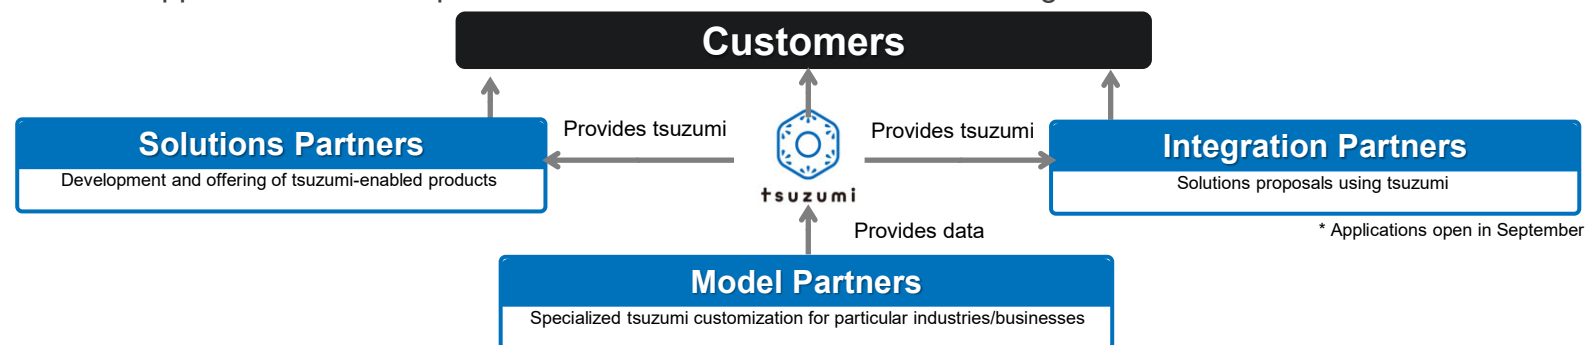 Customers
Provides tsuzumi
Provides tsuzumi
Solutions Partners
Development and offering of tsuzumi-enabled products
tsuzumi
Integration Partners
Solutions proposals using tsuzumi
* Applications open in September
Provides data
Model Partners
Specialized tsuzumi customization for particular industries/businesses